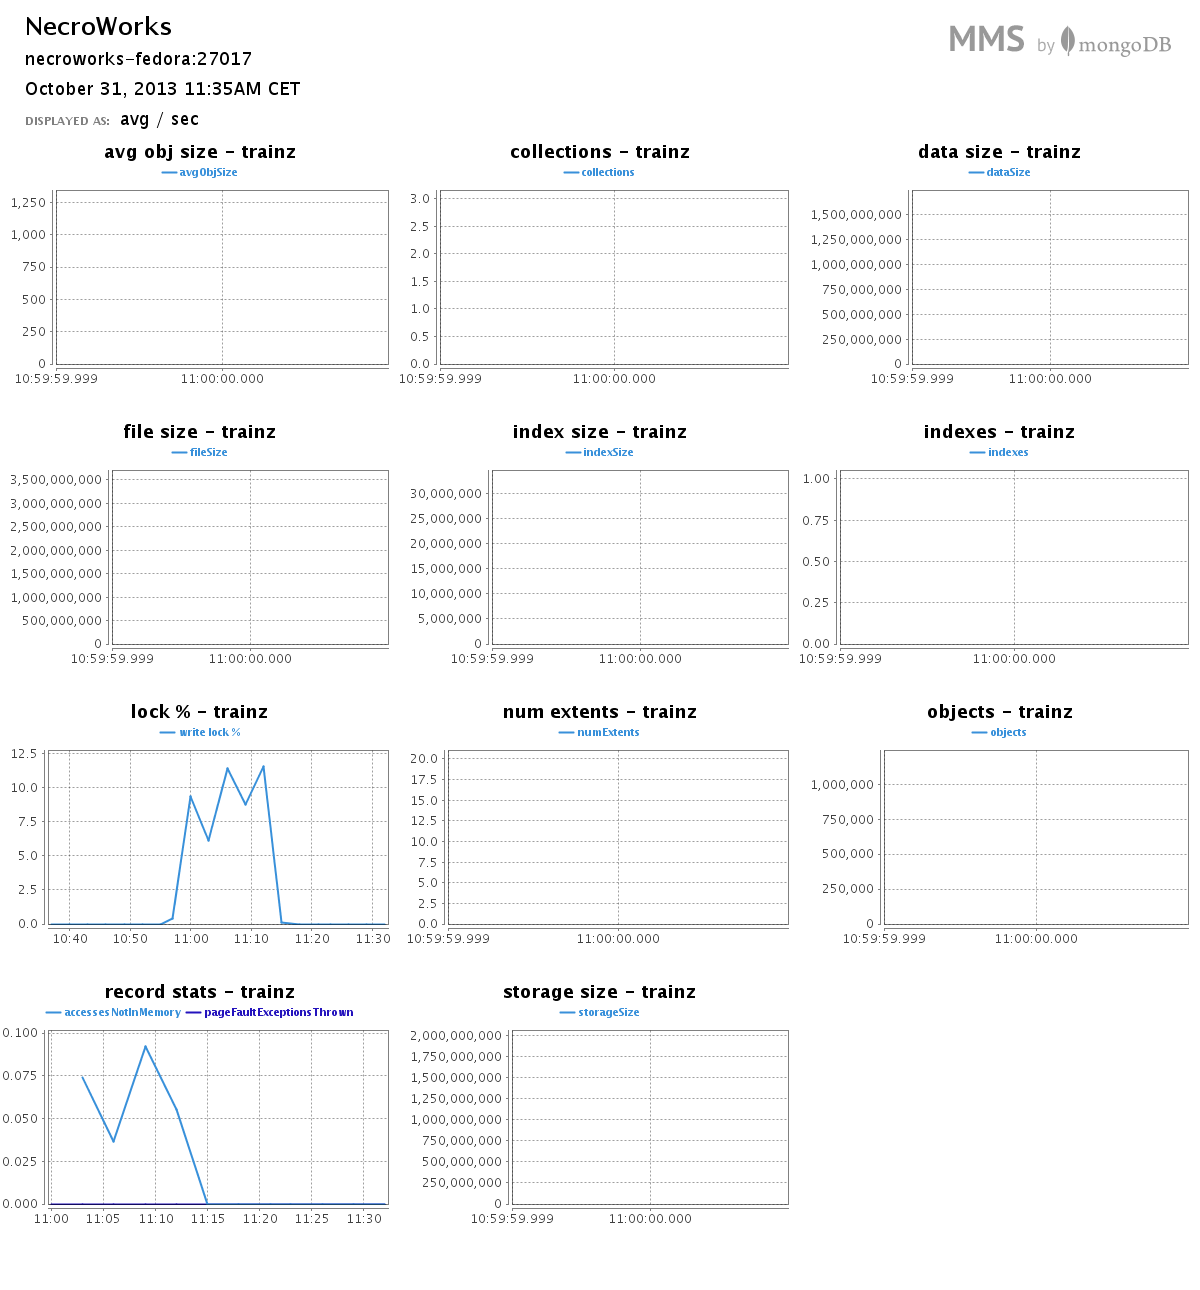 NecroWorks
necroworks-fedora:27017
October 31, 2013 11:35AM CET
DISPLAYED AS: avg / sec
MMS by mongoDB
avg obj size - trainz
avgObjSize
1,250
1,000
750
500
250
0
10:59:59.999 11:00:00.000
collections - trainz
collections
3.0
2.5
2.0
1.5
1.0
0.5
0.0
10:59:59.999 11:00:00.000
data size - trainz
dataSize
1,500,000,000
1,250,000,000
1,000,000,000
750,000,000
500,000,000
250,000,000
0
10:59:59.999 11:00:00.000
file size - trainz
fileSize
3,500,000,000
3,000,000,000
2,500,000,000
2,000,000,000
1,500,000,000
1,000,000,000
500,000,000
0
10:59:59.999 11:00:00.000
index size - trainz
indexSize
30,000,000
25,000,000
20,000,000
15,000,000
10,000,000
5,000,000
0
10:59:59.999 11:00:00.000
indexes - trainz
indexes
1.00
0.75
0.50
0.25
0.00
10:59:59.999 11:00:00.000
lock % - trainz
write lock %
12.5
10.0
7.5
5.0
2.5
0.0
10:40 10:50 11:00 11:10 11:20 11:30
num extents - trainz
numExtents
20.0
17.5
15.0
12.5
10.0
7.5
5.0
2.5
0.0
10:59:59.999 11:00:00.000
objects - trainz
objects
1,000,000
750,000
500,000
250,000
0
10:59:59.999 11:00:00.000
record stats - trainz
accessesNotInMemory pageFaultExceptionsThrown
0.100
0.075
0.050
0.025
0.000
11:00 11:05 11:10 11:15 11:20 11:25 11:30
storage size - trainz
storageSize
2,000,000,000
1,750,000,000
1,500,000,000
1,250,000,000
1,000,000,000
750,000,000
500,000,000
250,000,000
0
10:59:59.999 11:00:00.000